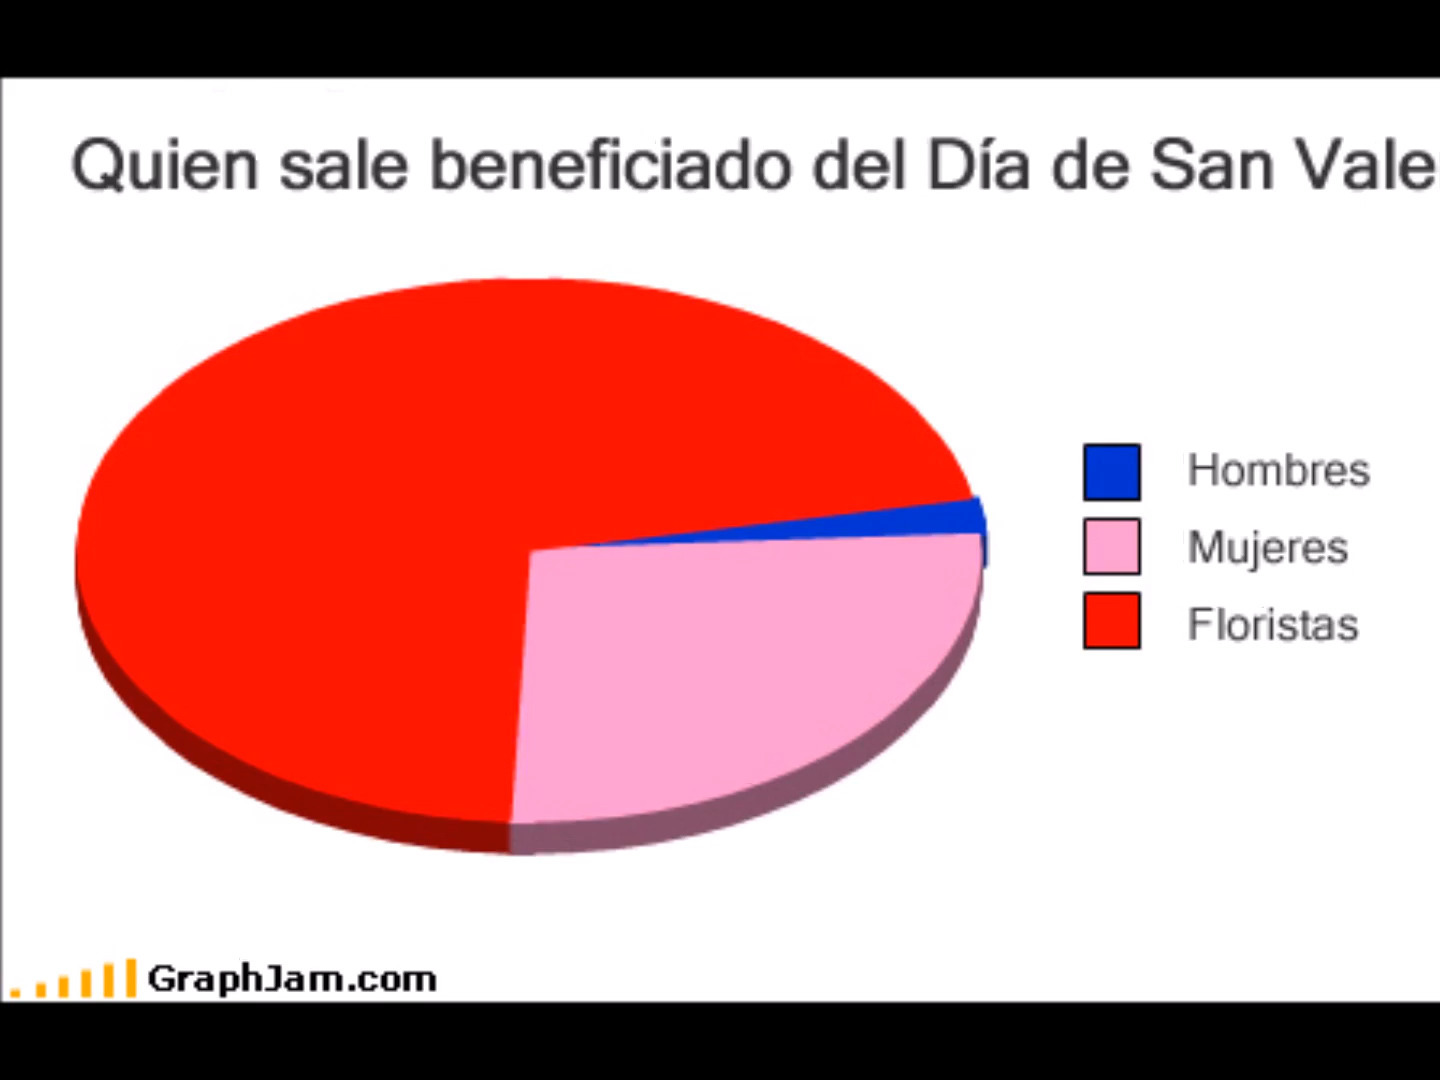 Quien sale beneficiado del Día de San Vale
Hombres
Mujeres
Floristas
GraphJam.com